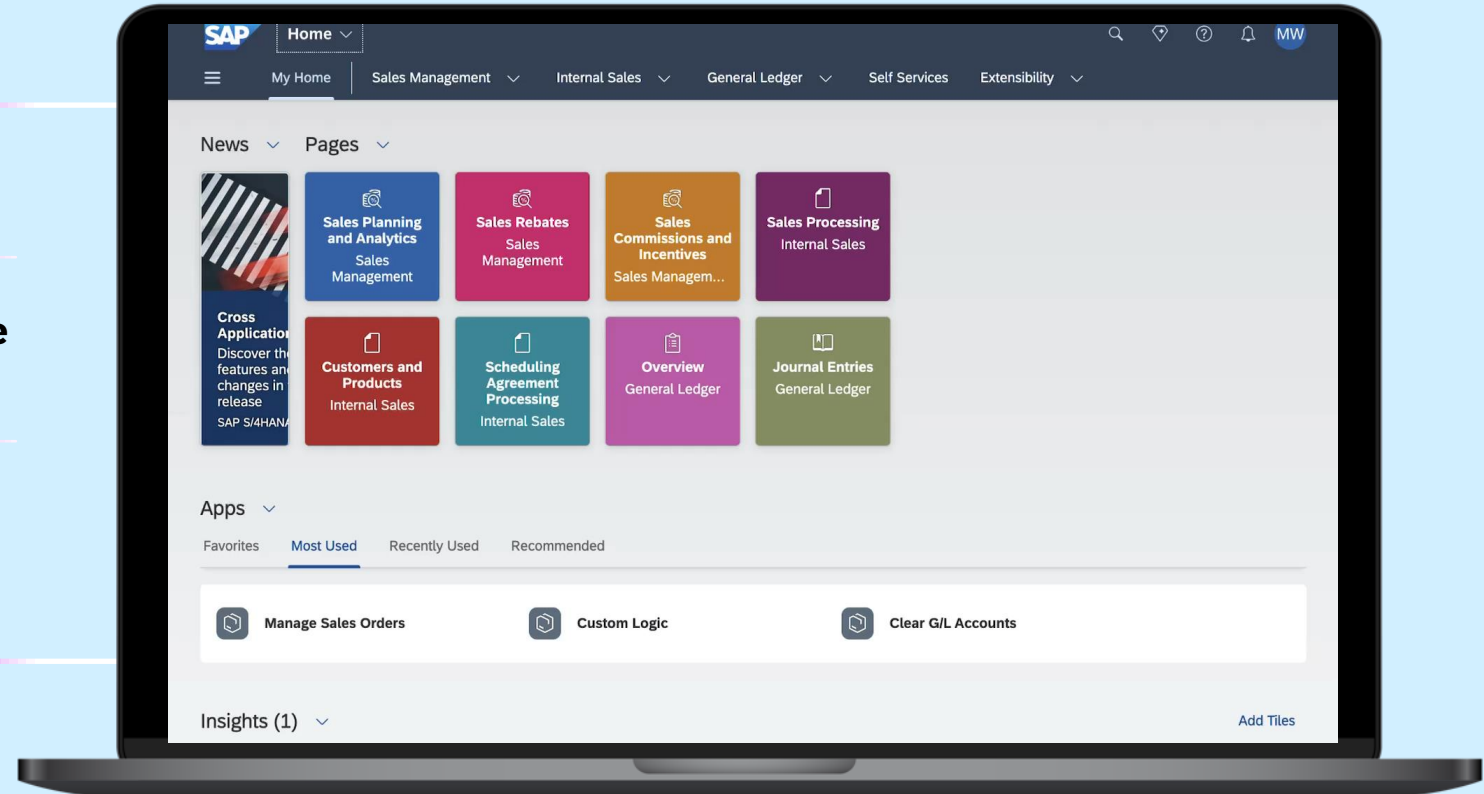 SAP
Home
MW
My Home
Sales Management
Internal Sales
General Ledger
Self Services
Extensibility
News
Pages
Cross
Application
Discover the
features and
changes in
release
SAP S/4HANA
Sales Planning
and Analytics
Sales
Management
Sales Rebates
Sales
Management
Sales
Commissions and
Incentives
Sales Managem...
Sales Processing
Internal Sales
Customers and
Products
Internal Sales
Scheduling
Agreement
Processing
Internal Sales
Overview
General Ledger
Journal Entries
General Ledger
Apps
Favorites
Most Used
Recently Used
Recommended
Manage Sales Orders
Custom Logic
Clear G/L Accounts
Insights (1)
Add Tiles